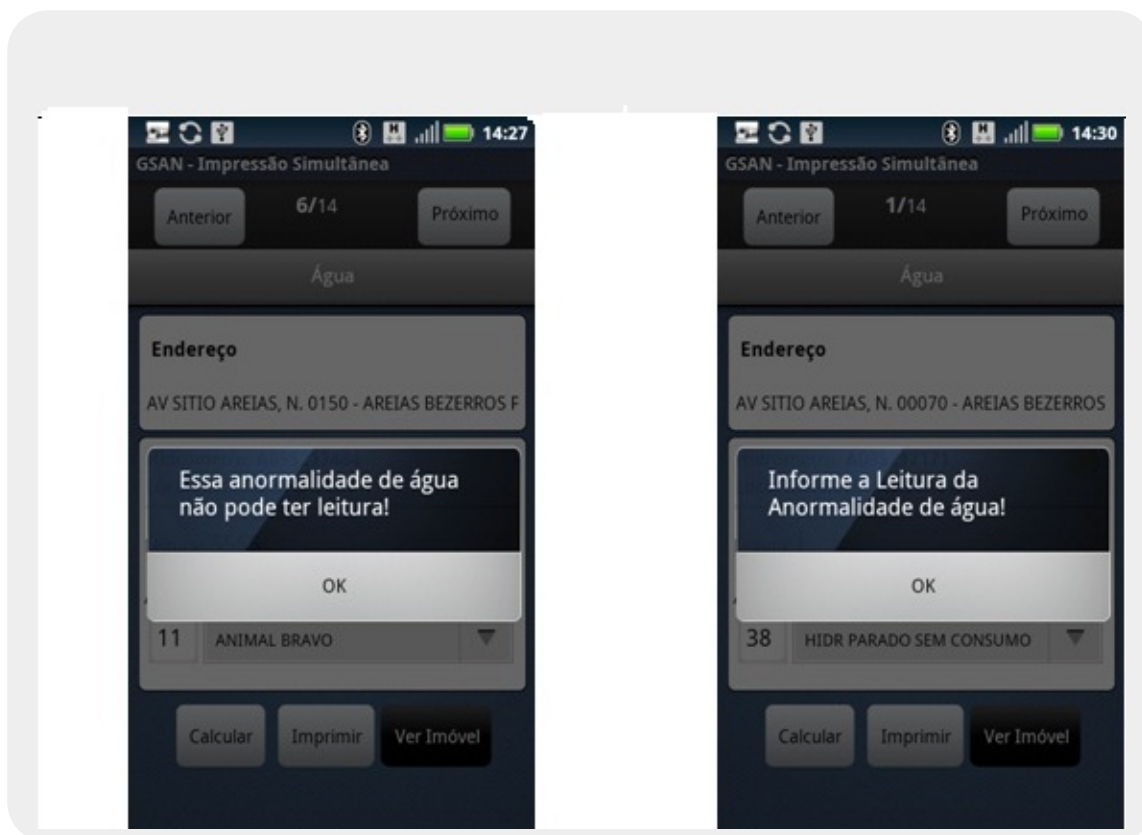 14:27
GSAN - Impressão Simultânea
Anterior 6/14 Próximo
Água
Endereço
AV SITIO AREIAS, N. 0150 - AREIAS BEZERROS F
Essa anormalidade de água
não pode ter leitura!
OK
11 ANIMAL BRAVO
Calcular Imprimir Ver Imóvel
14:30
GSAN - Impressão Simultânea
Anterior 1/14 Próximo
Água
Endereço
AV SITIO AREIAS, N. 00070 - AREIAS BEZERROS
Informe a Leitura da
Anormalidade de água!
OK
38 HIDR PARADO SEM CONSUMO
Calcular Imprimir Ver Imóvel